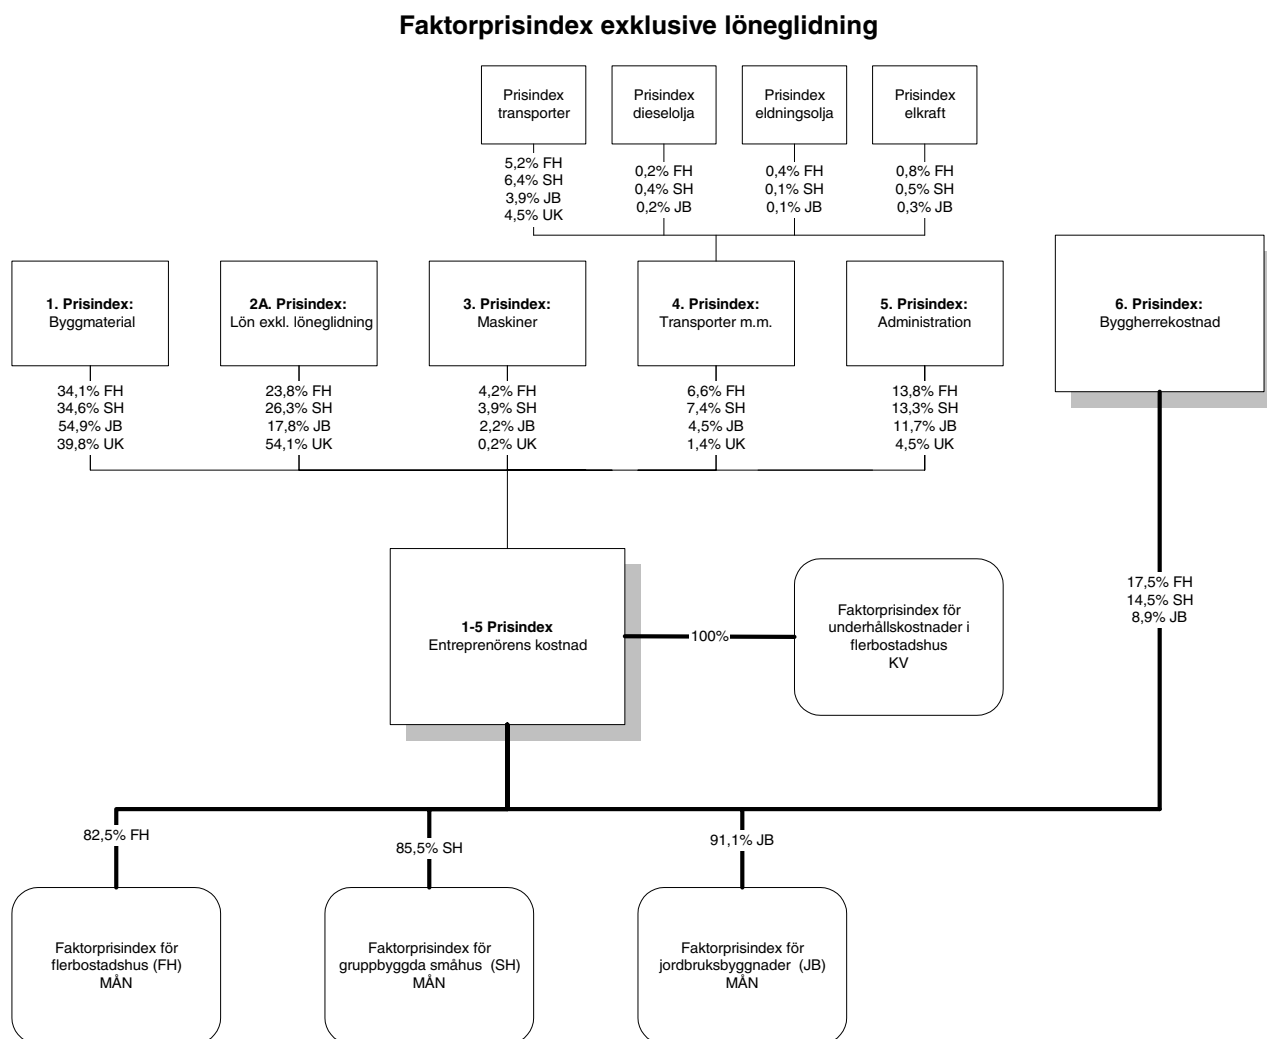 Faktorprisindex exklusive löneglidning
Prisindex
transporter
Prisindex
dieselolja
Prisindex
eldningsolja
Prisindex
elkraft
5,2% FH
6,4% SH
3,9% JB
4,5% UK
0,2% FH
0,4% SH
0,2% JB
0,4% FH
0,1% SH
0,1% JB
0,8% FH
0,5% SH
0,3% JB
1. Prisindex:
Byggmaterial
2A. Prisindex:
Lön exkl. löneglidning
3. Prisindex:
Maskiner
4. Prisindex:
Transporter m.m.
5. Prisindex:
Administration
6. Prisindex:
Byggherrekostnad
34,1% FH
34,6% SH
54,9% JB
39,8% UK
23,8% FH
26,3% SH
17,8% JB
54,1% UK
4,2% FH
3,9% SH
2,2% JB
0,2% UK
6,6% FH
7,4% SH
4,5% JB
1,4% UK
13,8% FH
13,3% SH
11,7% JB
4,5% UK
17,5% FH
14,5% SH
8,9% JB
1-5 Prisindex
Entreprenörens kostnad
100%
Faktorprisindex för
underhållskostnader i
flerbostadshus
KV
82,5% FH
85,5% SH
91,1% JB
Faktorprisindex för
flerbostadshus (FH)
MÅN
Faktorprisindex för
gruppbyggda småhus (SH)
MÅN
Faktorprisindex för
jordbruksbyggnader (JB)
MÅN